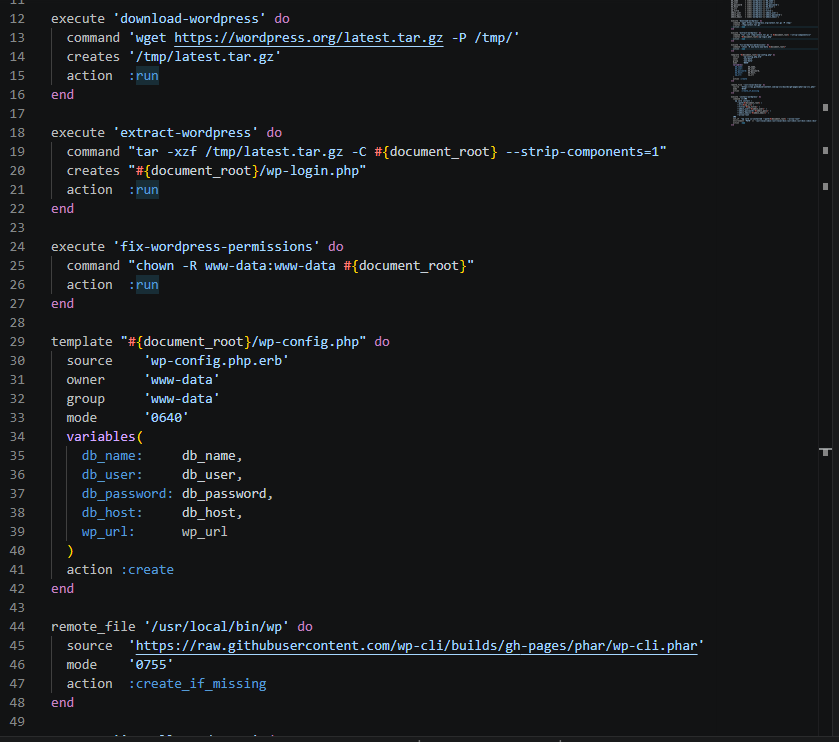 11
12 execute 'download-wordpress' do
13   command 'wget https://wordpress.org/latest.tar.gz -P /tmp/'
14   creates '/tmp/latest.tar.gz'
15   action  :run
16 end
17
18 execute 'extract-wordpress' do
19   command "tar -xzf /tmp/latest.tar.gz -C #{document_root} --strip-components=1"
20   creates "#{document_root}/wp-login.php"
21   action  :run
22 end
23
24 execute 'fix-wordpress-permissions' do
25   command "chown -R www-data:www-data #{document_root}"
26   action  :run
27 end
28
29 template "#{document_root}/wp-config.php" do
30   source    'wp-config.php.erb'
31   owner     'www-data'
32   group     'www-data'
33   mode      '0640'
34   variables(
35     db_name:     db_name,
36     db_user:     db_user,
37     db_password: db_password,
38     db_host:     db_host,
39     wp_url:      wp_url
40   )
41   action :create
42 end
43
44 remote_file '/usr/local/bin/wp' do
45   source  'https://raw.githubusercontent.com/wp-cli/builds/gh-pages/phar/wp-cli.phar'
46   mode    '0755'
47   action  :create_if_missing
48 end
49